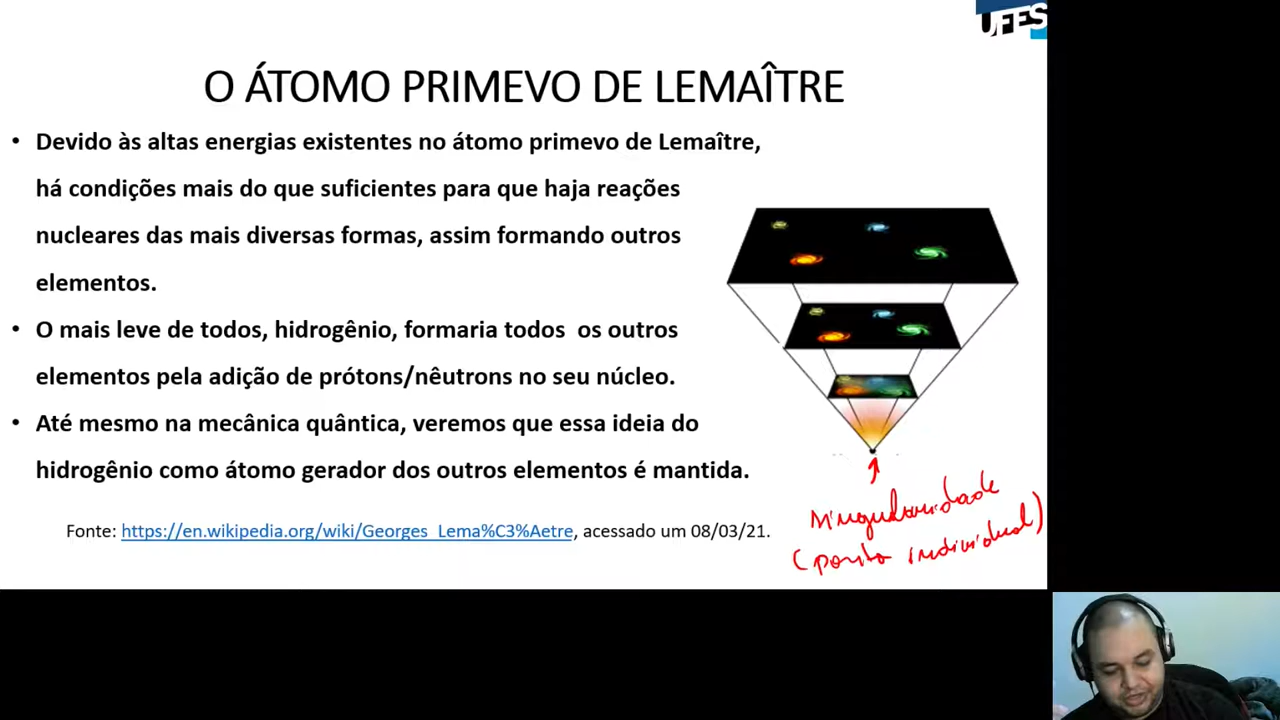 UFES
O ÁTOMO PRIMEVO DE LEMAÎTRE
• Devido às altas energias existentes no átomo primevo de Lemaître,
há condições mais do que suficientes para que haja reações
nucleares das mais diversas formas, assim formando outros
elementos.
• O mais leve de todos, hidrogênio, formaria todos os outros
elementos pela adição de prótons/nêutrons no seu núcleo.
• Até mesmo na mecânica quântica, veremos que essa ideia do
hidrogênio como átomo gerador dos outros elementos é mantida.
Fonte: https://en.wikipedia.org/wiki/Georges_Lema%C3%Aetre, acessado um 08/03/21.
singularidade
(ponto individual)